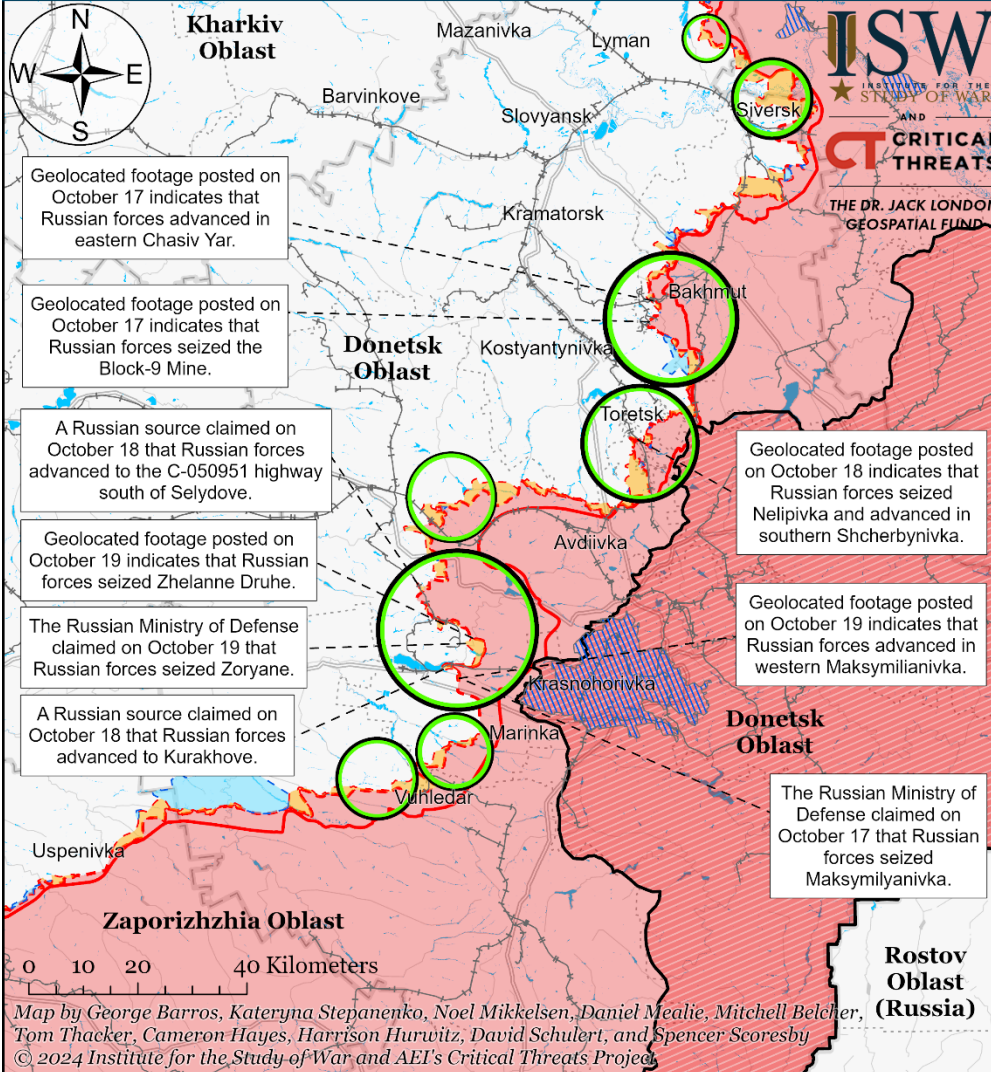 N
W
E
S
Kharkiv
Oblast
Mazanivka
Lyman
Barvinkove
Slovyansk
Siversk
ISW
INSTITUTE FOR THE
STUDY OF WAR
AND
CT CRITICAL
THREATS
THE DR. JACK LONDON
GEOSPATIAL FUND
Geolocated footage posted on
October 17 indicates that
Russian forces advanced in
eastern Chasiv Yar.
Kramatorsk
Geolocated footage posted on
October 17 indicates that
Russian forces seized the
Block-9 Mine.
Bakhmut
Donetsk
Oblast
Kostyantynivka
A Russian source claimed on
October 18 that Russian forces
advanced to the C-050951 highway
south of Selydove.
Toretsk
Geolocated footage posted
on October 18 indicates that
Russian forces seized
Nelipivka and advanced in
southern Shcherbynivka.
Geolocated footage posted on
October 19 indicates that Russian
forces seized Zhelanne Druhe.
Avdiivka
The Russian Ministry of Defense
claimed on October 19 that
Russian forces seized Zoryane.
Geolocated footage posted
on October 19 indicates that
Russian forces advanced in
western Maksymilianivka.
A Russian source claimed on
October 18 that Russian forces
advanced to Kurakhove.
Krasnohorivka
Marinka
Donetsk
Oblast
Vuhledar
The Russian Ministry of
Defense claimed on
October 17 that Russian
forces seized
Maksymilyanivka.
Uspenivka
Zaporizhzhia Oblast
Rostov
Oblast
(Russia)
0 10 20 40 Kilometers
Map by George Barros, Kateryna Stepanenko, Noel Mikkelsen, Daniel Mealie, Mitchell Belcher,
Tom Thacker, Cameron Hayes, Harrison Hurwitz, David Schulert, and Spencer Scoresby
© 2024 Institute for the Study of War and AEI's Critical Threats Project